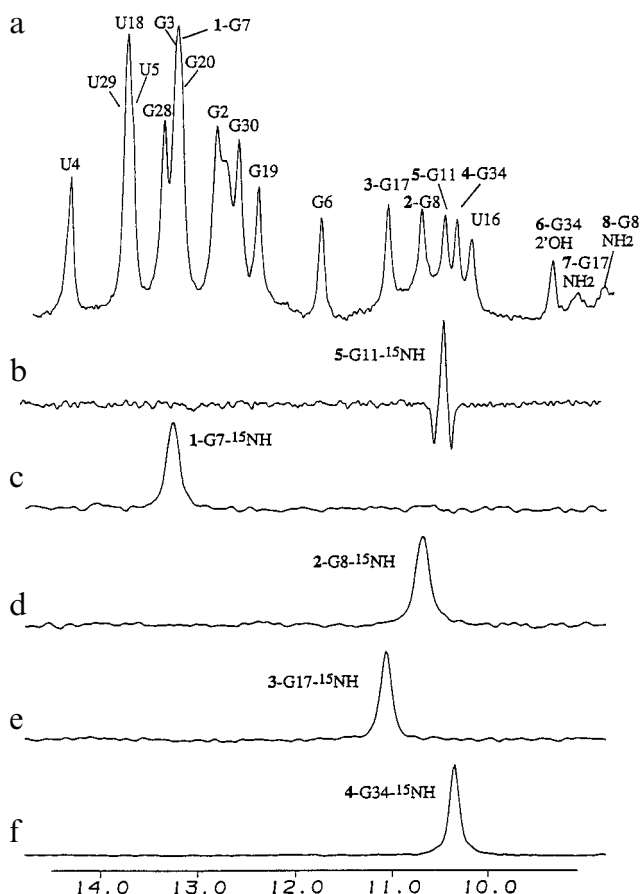 a
U18
G3
1-G7
U29
U5
G20
G28
G2
G30
U4
G19
G6
3-G17
5-G11
4-G34
2-G8
U16
6-G34
2'OH
7-G17
NH2
8-G8
NH2
b
5-G11-15NH
c
1-G7-15NH
d
2-G8-15NH
e
3-G17-15NH
f
4-G34-15NH
14.0 13.0 12.0 11.0 10.0